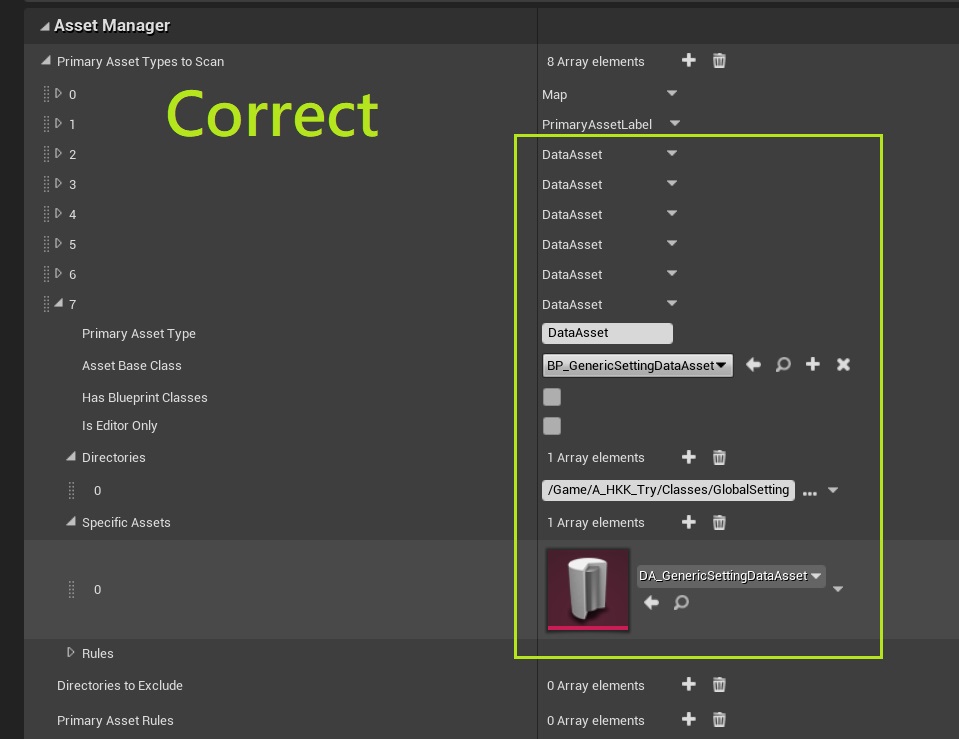 Asset Manager
Primary Asset Types to Scan 8 Array elements
0 Map
Correct
1 PrimaryAssetLabel
2 DataAsset
3 DataAsset
4 DataAsset
5 DataAsset
6 DataAsset
7 DataAsset
Primary Asset Type DataAsset
Asset Base Class BP_GenericSettingDataAsset
Has Blueprint Classes
Is Editor Only
Directories 1 Array elements
0 /Game/A_HKK_Try/Classes/GlobalSetting ...
Specific Assets 1 Array elements
0 DA_GenericSettingDataAsset
Rules
Directories to Exclude 0 Array elements
Primary Asset Rules 0 Array elements